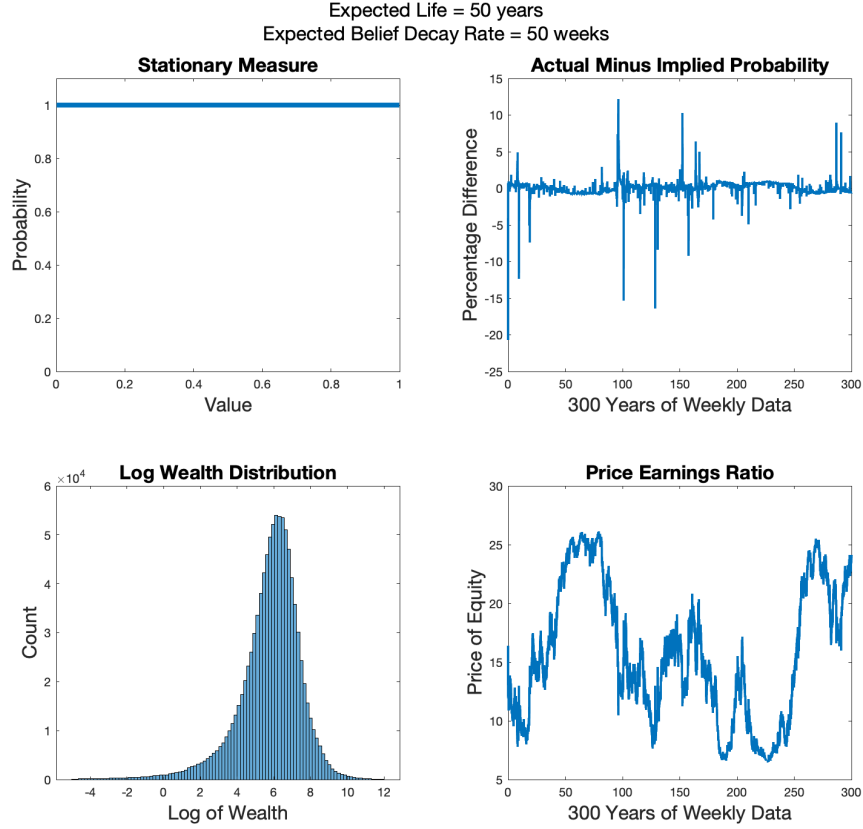 Expected Life = 50 years
Expected Belief Decay Rate = 50 weeks
Stationary Measure
Probability
1
0.8
0.6
0.4
0.2
0
0 0.2 0.4 0.6 0.8 1
Value
Actual Minus Implied Probability
Percentage Difference
15
10
5
0
-5
-10
-15
-20
-25
0 50 100 150 200 250 300
300 Years of Weekly Data
Log Wealth Distribution
×10⁴
Count
6
5
4
3
2
1
0
-4 -2 0 2 4 6 8 10 12
Log of Wealth
Price Earnings Ratio
Price of Equity
30
25
20
15
10
5
0 50 100 150 200 250 300
300 Years of Weekly Data